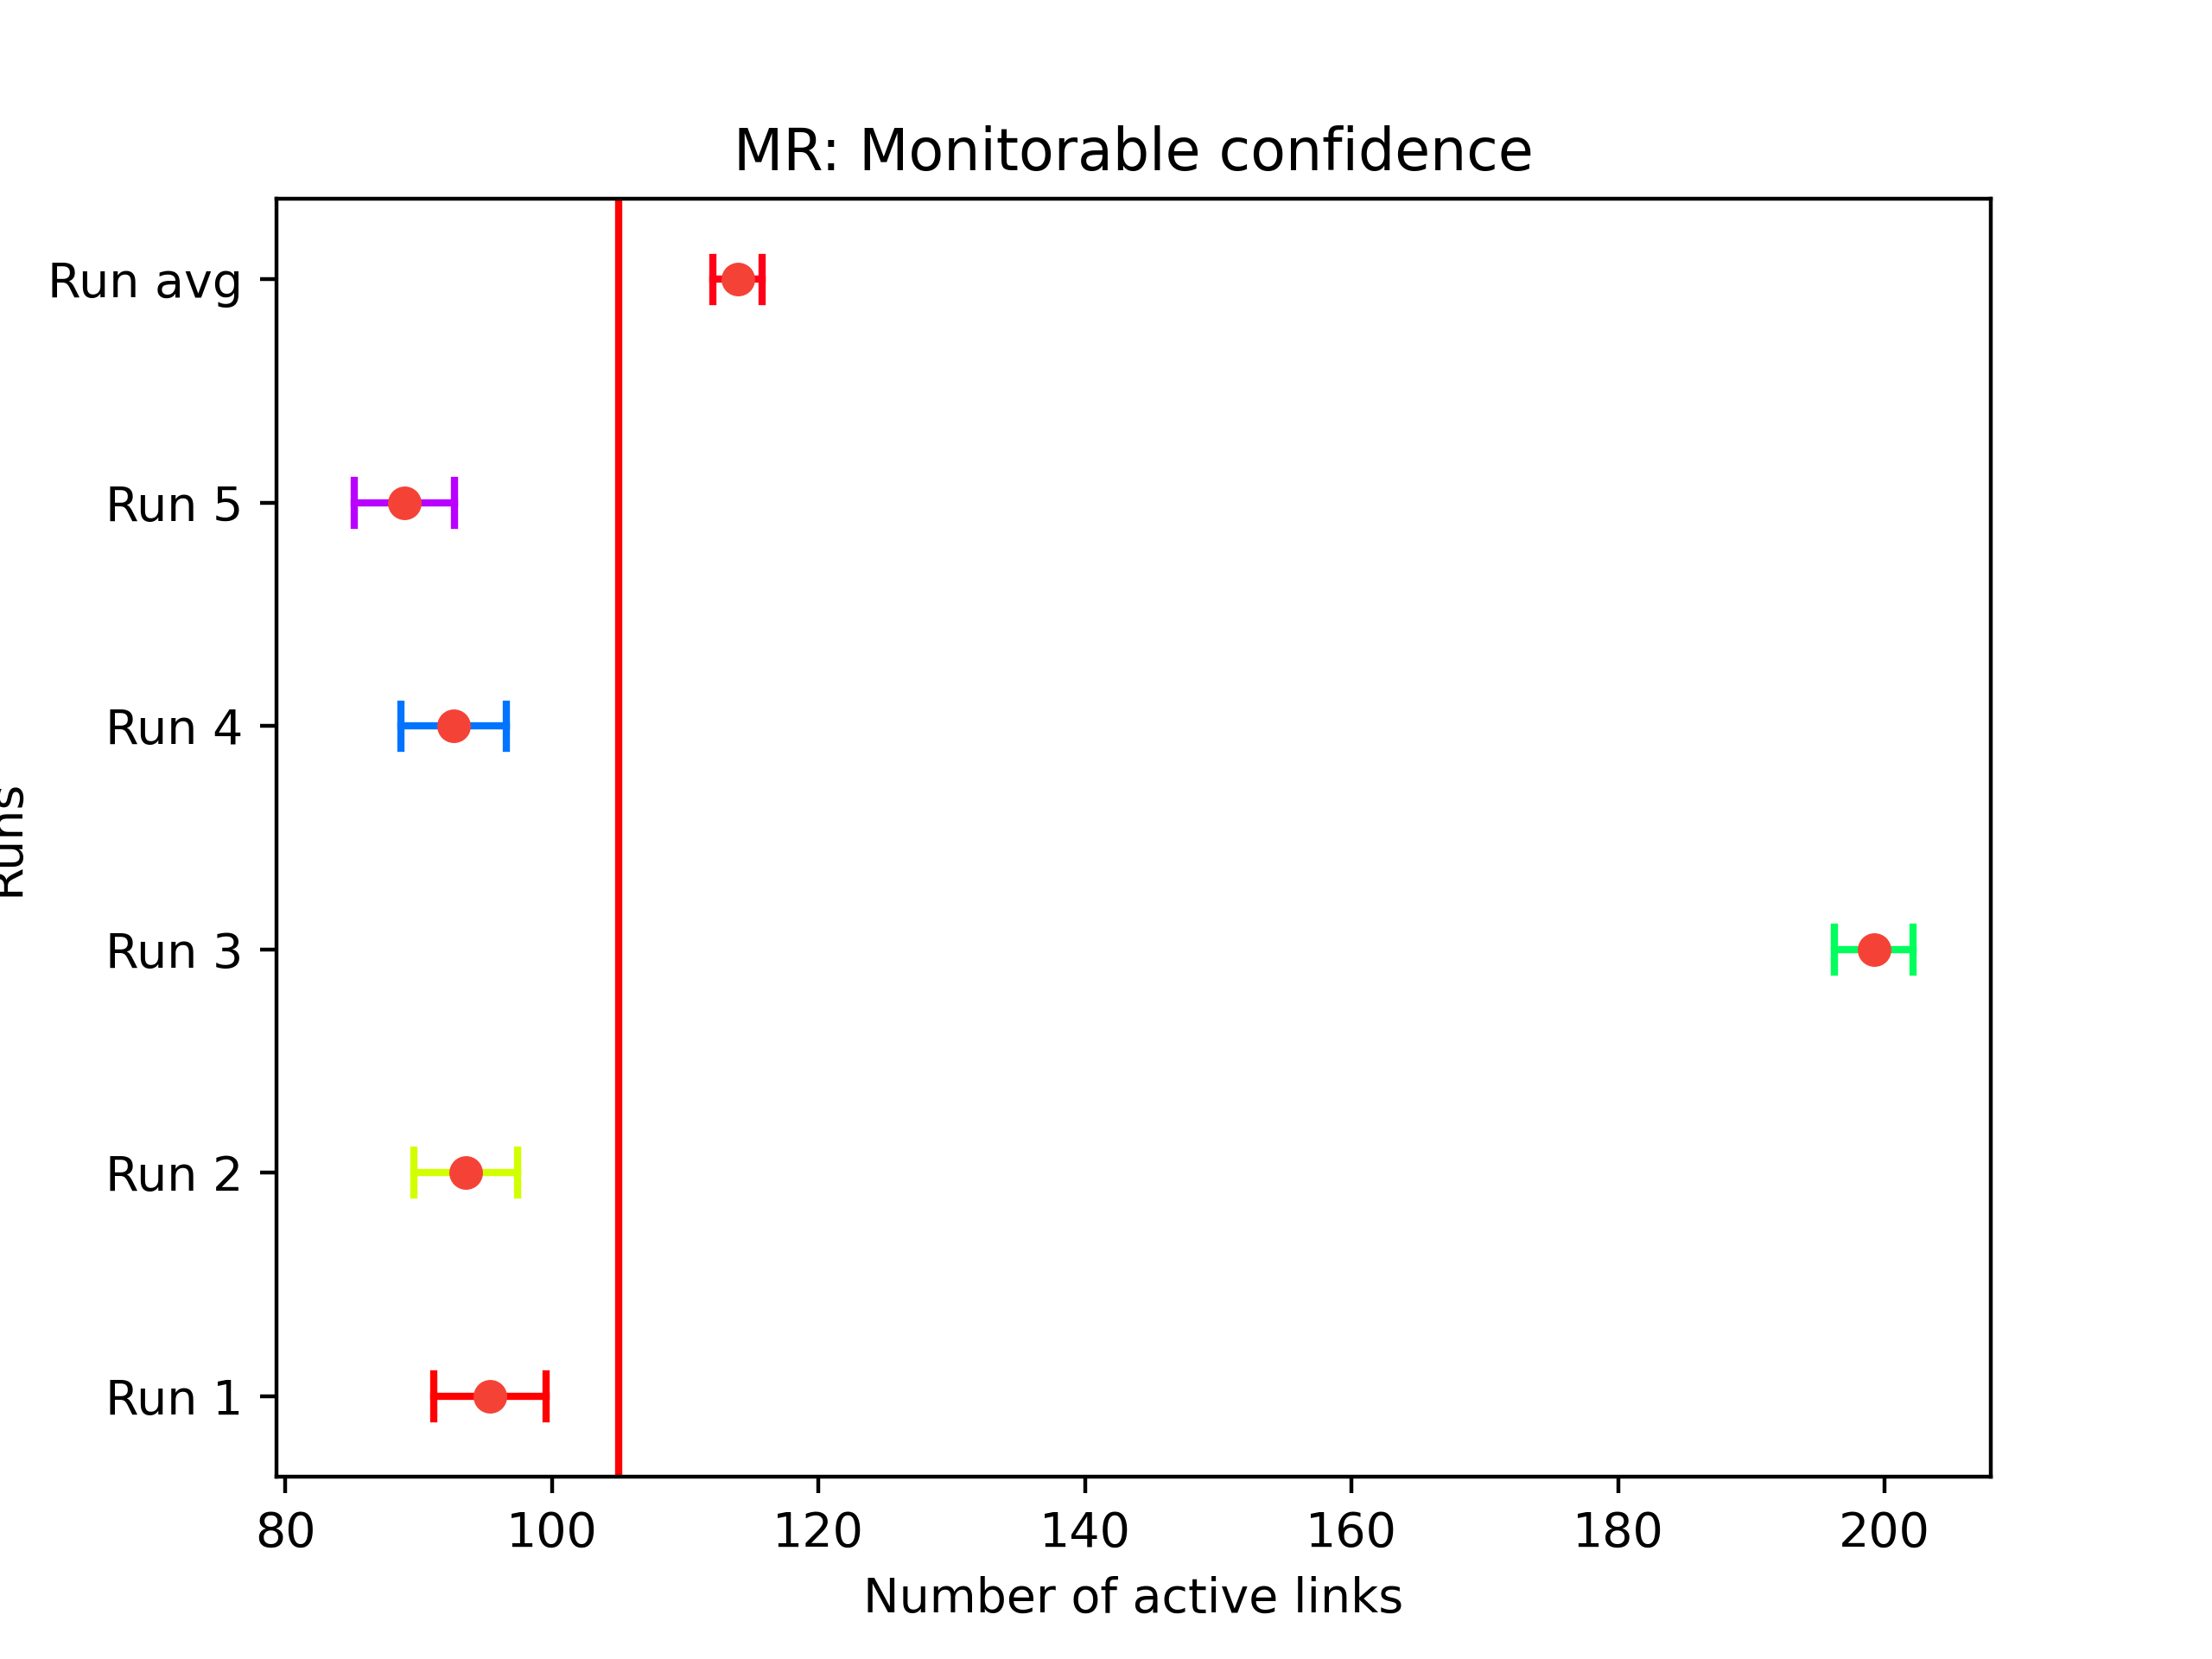 MR: Monitorable confidence
Run avg
Run 5
Run 4
Runs
Run 3
Run 2
Run 1
80 100 120 140 160 180 200
Number of active links